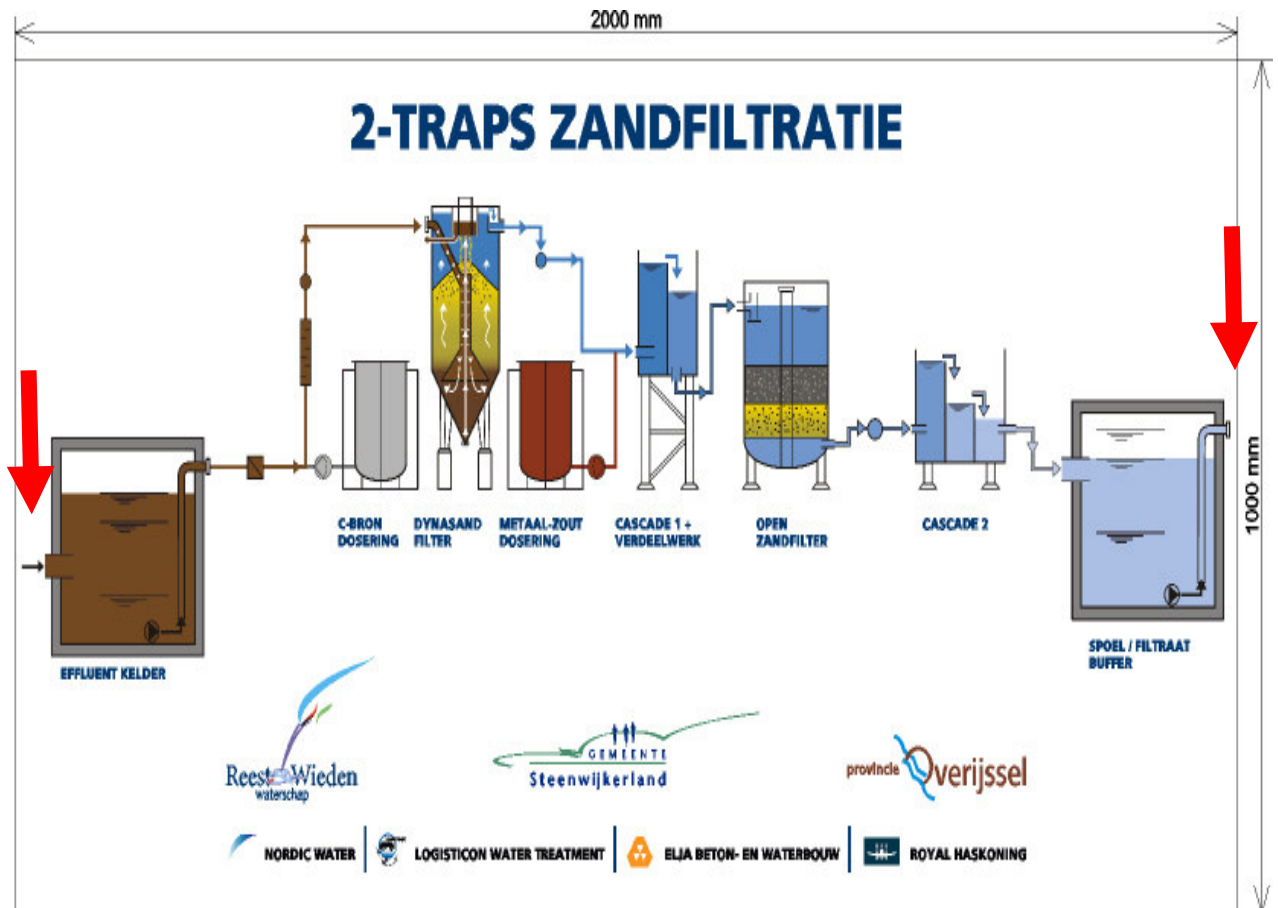 2000 mm
2-TRAPS ZANDFILTRATIE
1000 mm
C-BRON
DOSERING
DYNASAND
FILTER
METAAL-ZOUT
DOSERING
CASCADE 1 +
VERDEELWERK
OPEN
ZANDFILTER
CASCADE 2
EFFLUENT KELDER
SPOEL / FILTRAAT
BUFFER
Reest Wieden
waterschap
GEMEENTE
Steenwijkerland
provincie Overijssel
NORDIC WATER
LOGISTICON WATER TREATMENT
ELJA BETON- EN WATERBOUW
ROYAL HASKONING